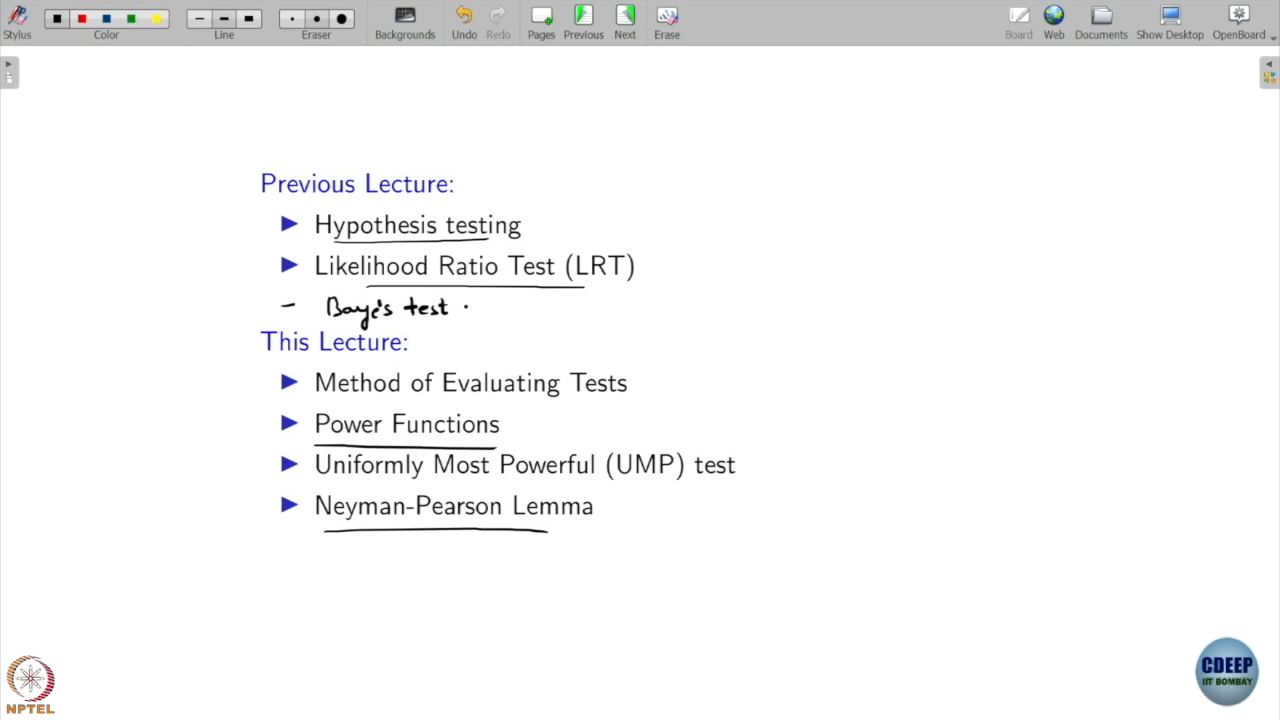 Stylus
Color
Line
Eraser
Backgrounds
Undo
Redo
Pages
Previous
Next
Erase
Board
Web
Documents
Show Desktop
OpenBoard
Previous Lecture:
Hypothesis testing
Likelihood Ratio Test (LRT)
- Baye's test .
This Lecture:
Method of Evaluating Tests
Power Functions
Uniformly Most Powerful (UMP) test
Neyman-Pearson Lemma
NPTEL
CDEEP
IIT BOMBAY